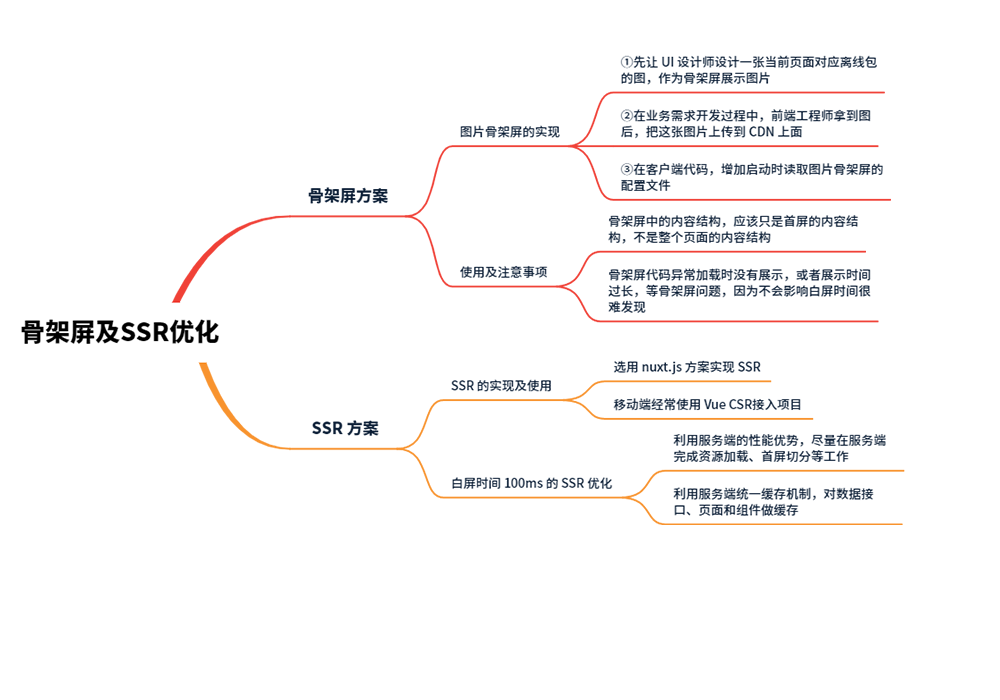 骨架屏及SSR优化
骨架屏方案
图片骨架屏的实现
①先让 UI 设计师设计一张当前页面对应离线包
的图，作为骨架屏展示图片
②在业务需求开发过程中，前端工程师拿到图
后，把这张图片上传到 CDN 上面
③在客户端代码，增加启动时读取图片骨架屏的
配置文件
使用及注意事项
骨架屏中的内容结构，应该只是首屏的内容结
构，不是整个页面的内容结构
骨架屏代码异常加载时没有展示，或者展示时间
过长，等骨架屏问题，因为不会影响白屏时间很
难发现
SSR 方案
SSR 的实现及使用
选用 nuxt.js 方案实现 SSR
移动端经常使用 Vue CSR接入项目
白屏时间 100ms 的 SSR 优化
利用服务端的性能优势，尽量在服务端
完成资源加载、首屏切分等工作
利用服务端统一缓存机制，对数据接
口、页面和组件做缓存